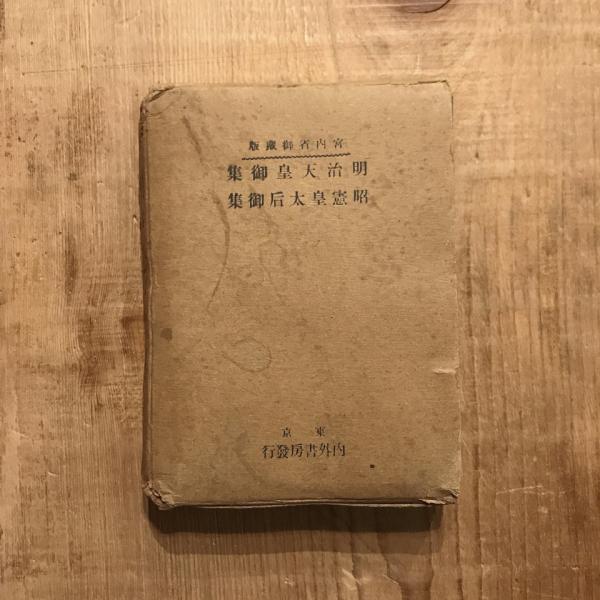 宮内省御藏版
明治天皇御集
昭憲皇太后御集
東京
内外書房發行